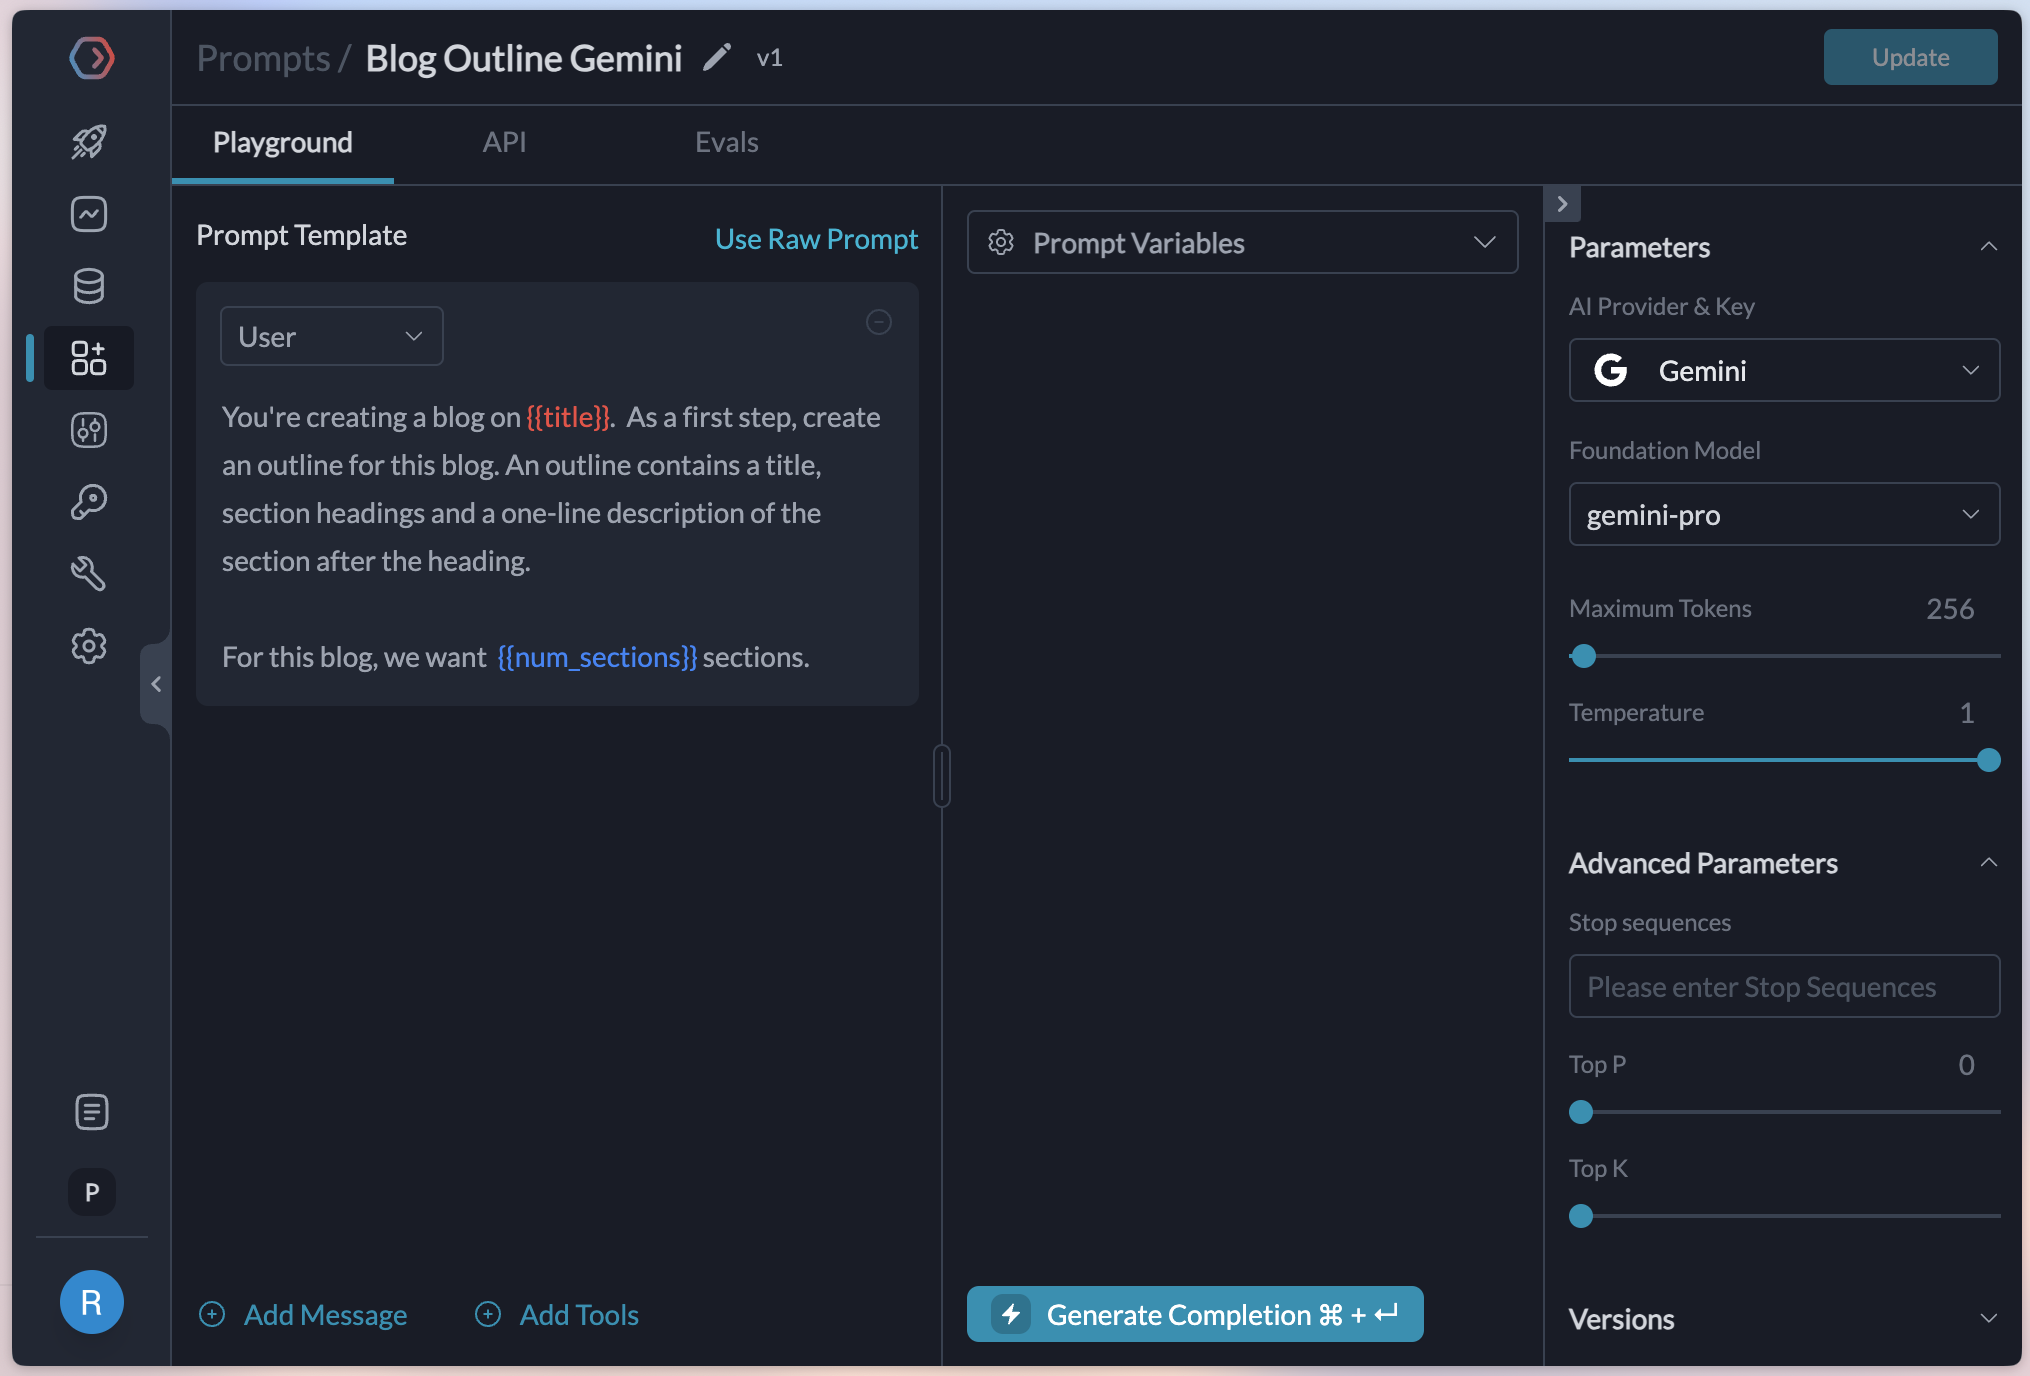 Prompts / Blog Outline Gemini v1
Update
Playground
API
Evals
Prompt Template
Use Raw Prompt
User
You're creating a blog on {{title}}.  As a first step, create
an outline for this blog. An outline contains a title,
section headings and a one-line description of the
section after the heading.
For this blog, we want {{num_sections}} sections.
Add Message
Add Tools
Prompt Variables
Generate Completion ⌘ + ↵
Parameters
AI Provider & Key
G Gemini
Foundation Model
gemini-pro
Maximum Tokens 256
Temperature 1
Advanced Parameters
Stop sequences
Please enter Stop Sequences
Top P 0
Top K
Versions
P
R